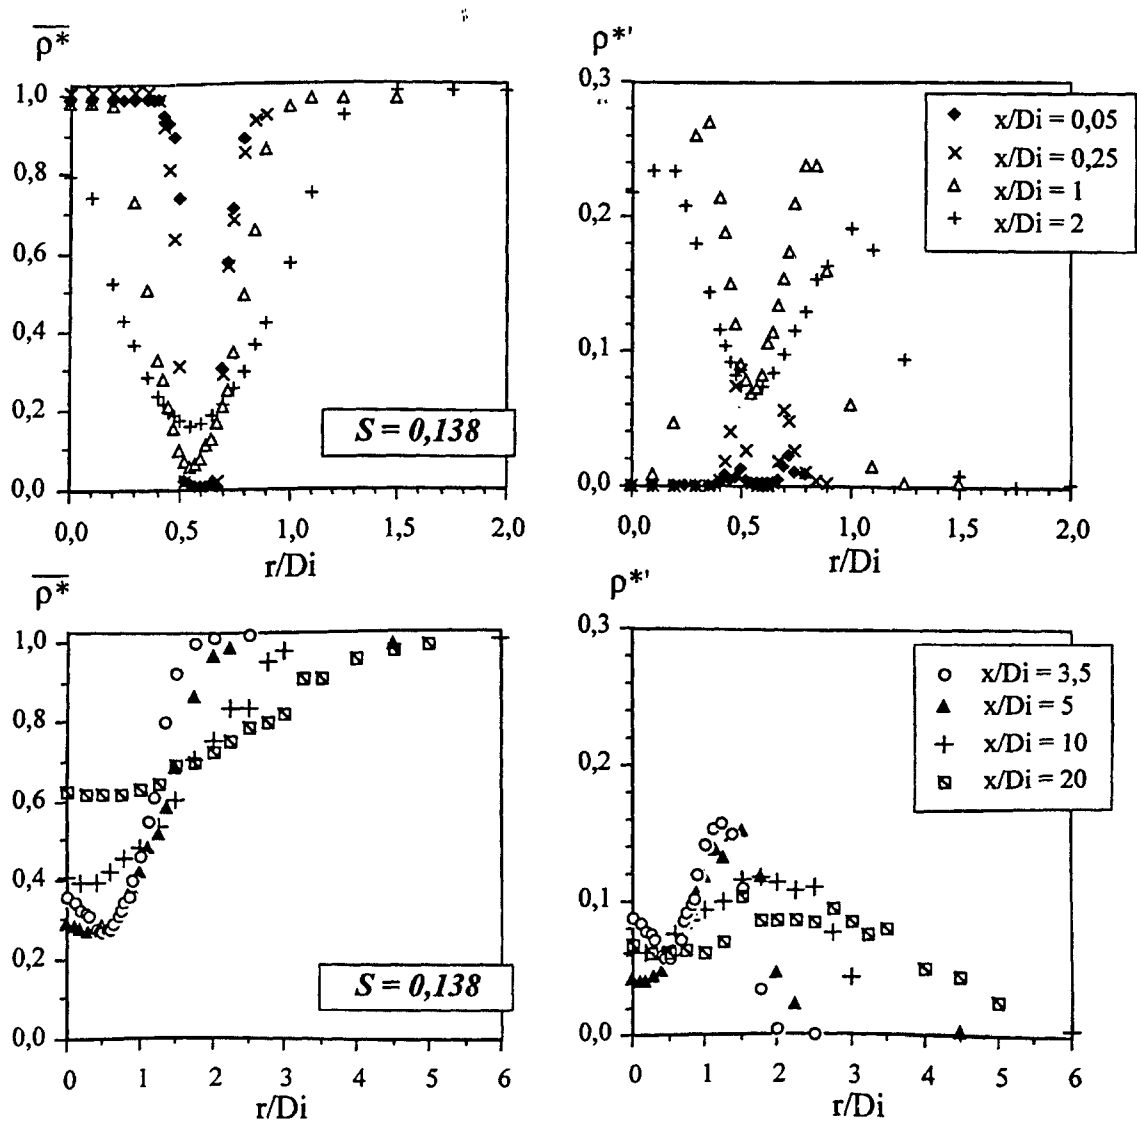 ρ*
1,0
0,8
0,6
0,4
0,2
0,0
S = 0,138
0,0 0,5 1,0 1,5 2,0
r/Di
ρ*'
0,3
0,2
0,1
0,0
x/Di = 0,05
x/Di = 0,25
x/Di = 1
x/Di = 2
0,0 0,5 1,0 1,5 2,0
r/Di
ρ*
1,0
0,8
0,6
0,4
0,2
0,0
S = 0,138
0 1 2 3 4 5 6
r/Di
ρ*'
0,3
0,2
0,1
0,0
x/Di = 3,5
x/Di = 5
x/Di = 10
x/Di = 20
0 1 2 3 4 5 6
r/Di